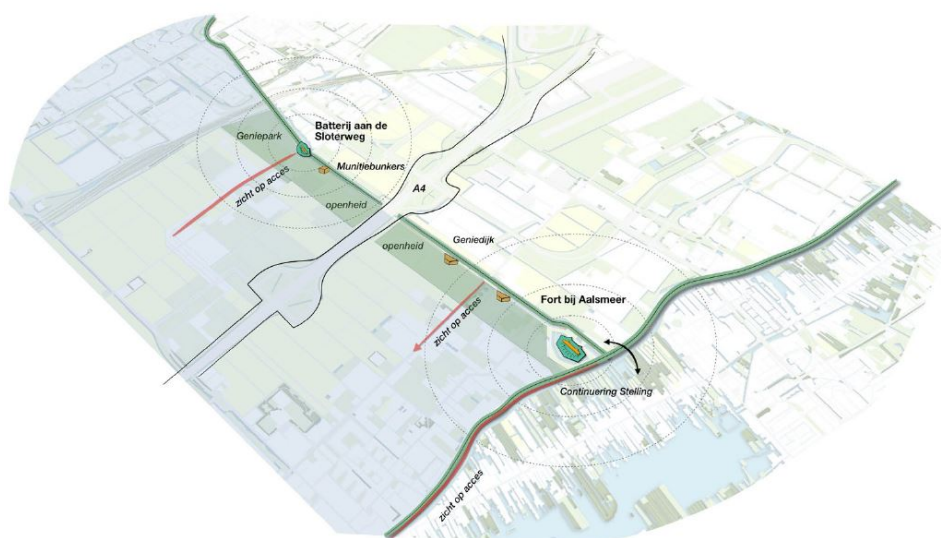 Geniepark
Batterij aan de
Sloterweg
Munitiebunkers
zicht op acces
openheid
A4
openheid
Geniedijk
zicht op acces
Fort bij Aalsmeer
Continuering Stelling
zicht op acces